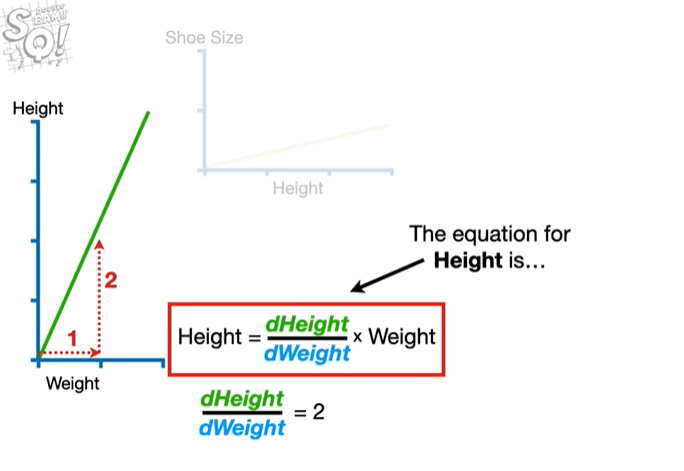 SQ!
Shoe Size
Height
Height
The equation for
Height is...
2
1
Height = dHeight / dWeight x Weight
Weight
dHeight / dWeight = 2